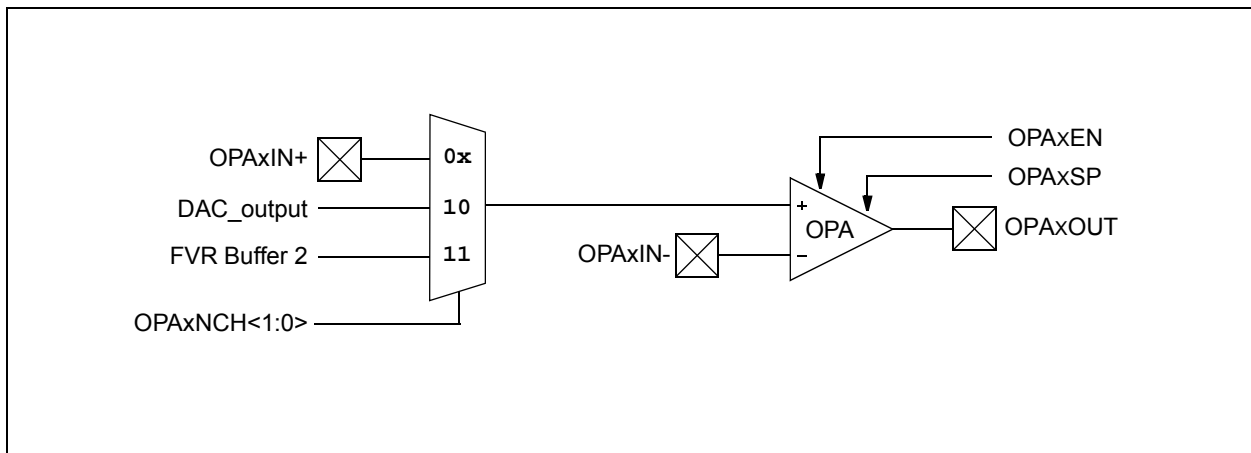 OPAxIN+
0x
DAC_output
10
FVR Buffer 2
11
OPAxNCH<1:0>
OPAxIN-
+
OPA
−
OPAxEN
OPAxSP
OPAxOUT